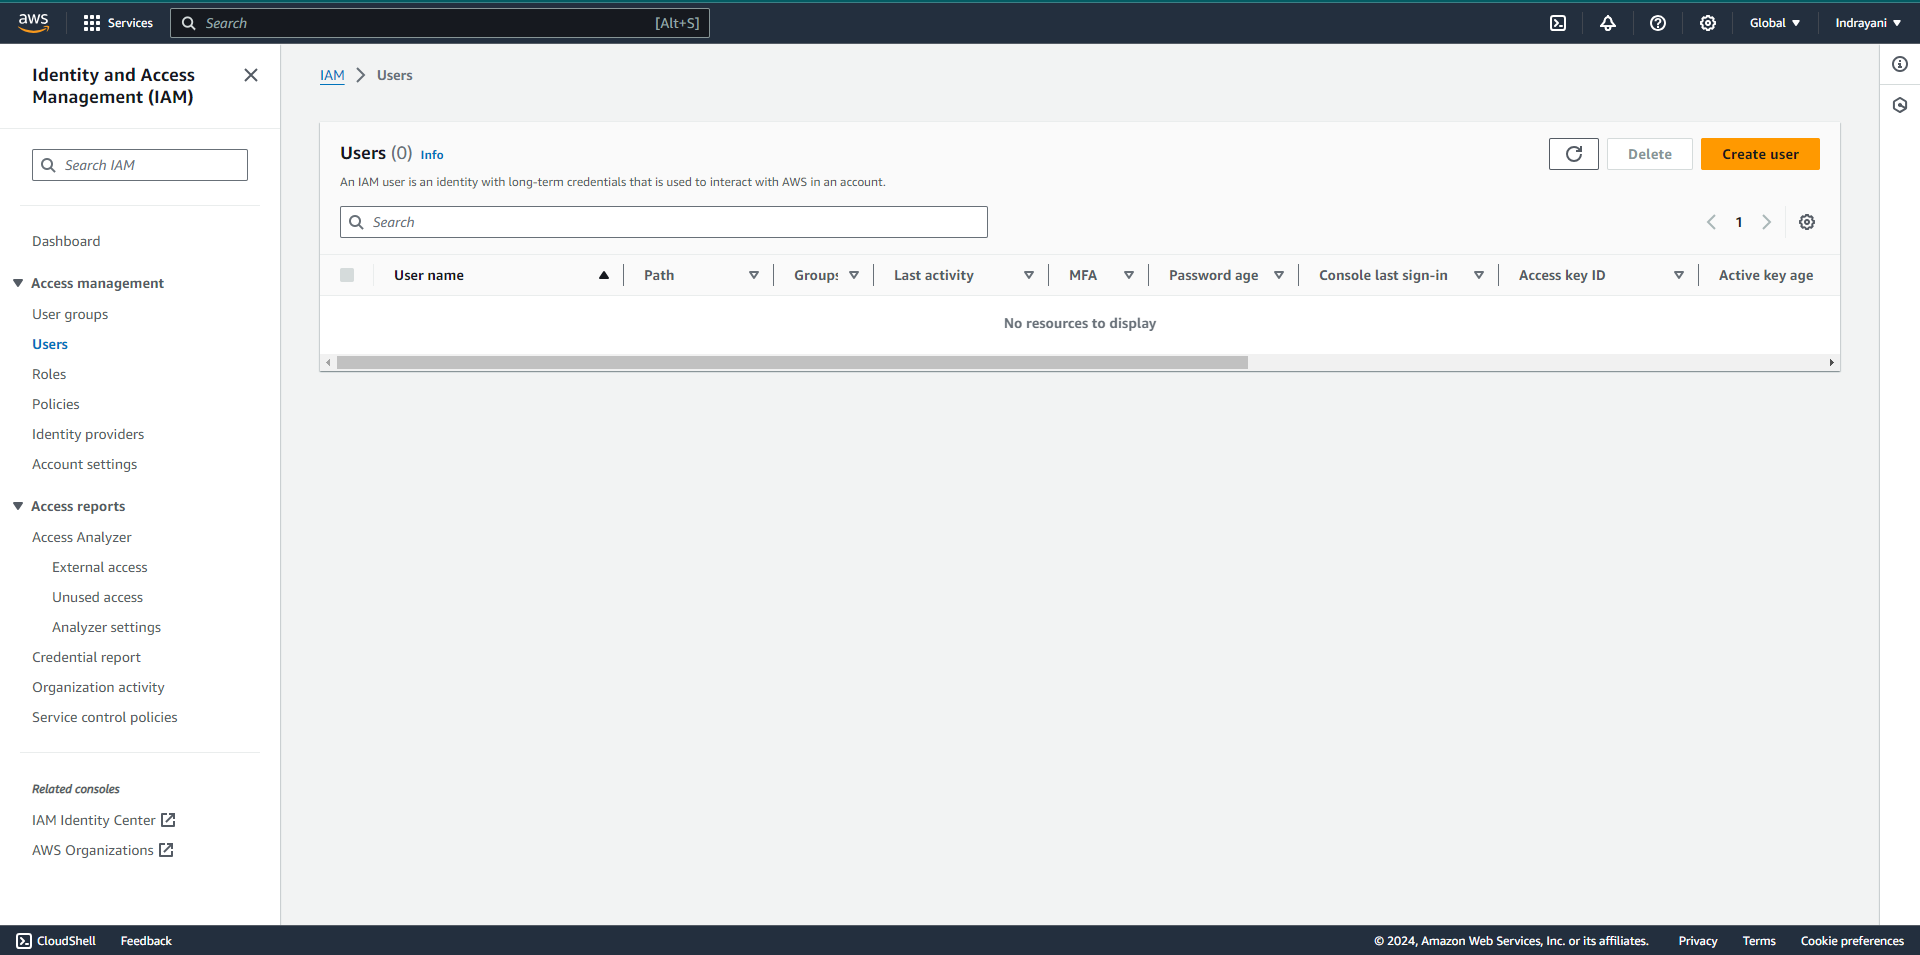 aws
Services
Search [Alt+S]
Global
Indrayani
Identity and Access
Management (IAM)
Search IAM
Dashboard
Access management
User groups
Users
Roles
Policies
Identity providers
Account settings
Access reports
Access Analyzer
External access
Unused access
Analyzer settings
Credential report
Organization activity
Service control policies
Related consoles
IAM Identity Center
AWS Organizations
IAM > Users
Users (0) Info
An IAM user is an identity with long-term credentials that is used to interact with AWS in an account.
Delete
Create user
Search
1
User name Path Groups Last activity MFA Password age Console last sign-in Access key ID Active key age
No resources to display
CloudShell Feedback
© 2024, Amazon Web Services, Inc. or its affiliates. Privacy Terms Cookie preferences